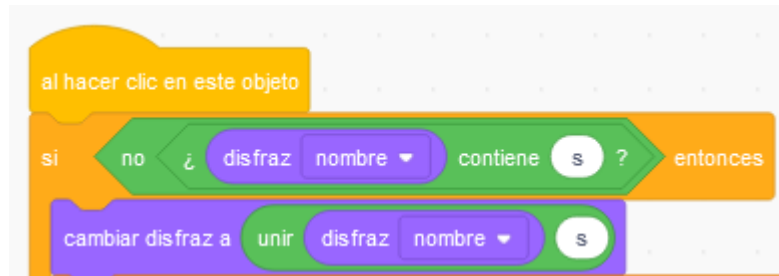 al hacer clic en este objeto
si no ¿ disfraz nombre contiene s ? entonces
cambiar disfraz a unir disfraz nombre s